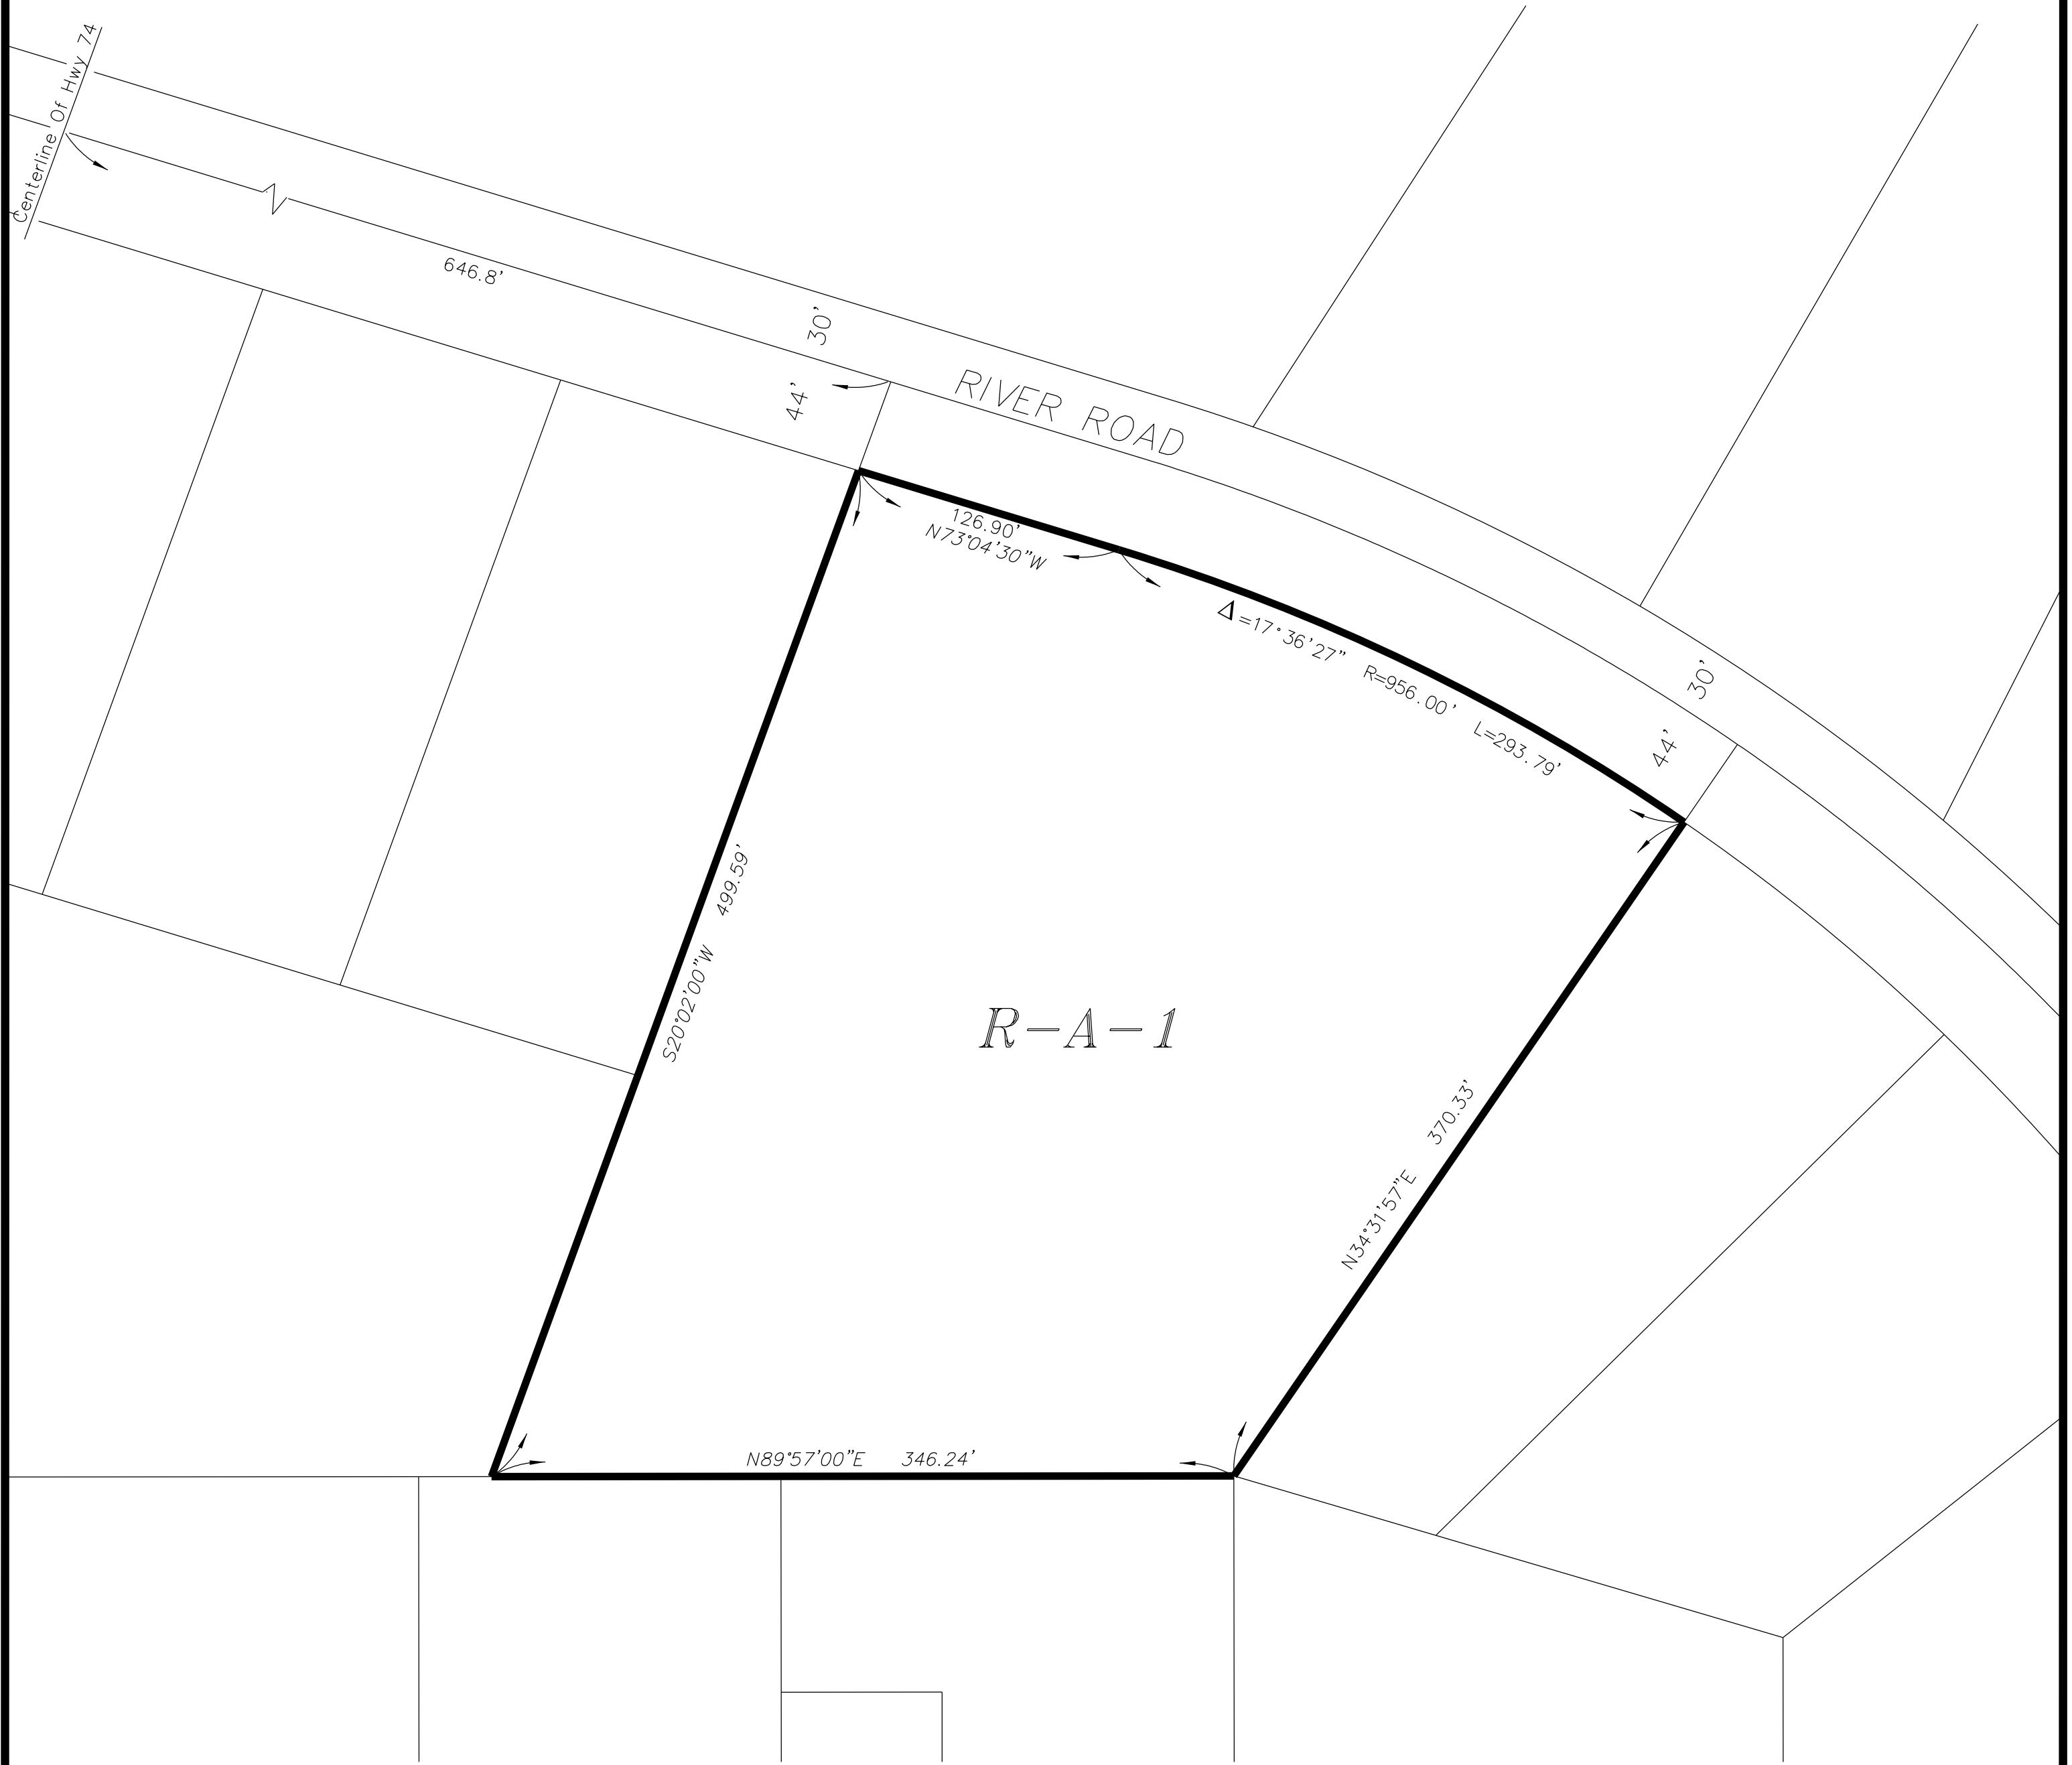 Centerline of Hwy 74
646.8'
30'
44'
RIVER ROAD
126.90'
N73°04'30"W
Δ=17°36'27" R=956.00' L=293.79'
30'
44'
S20°02'00"W 499.59'
R-A-1
N34°31'57"E 370.33'
N89°57'00"E 346.24'